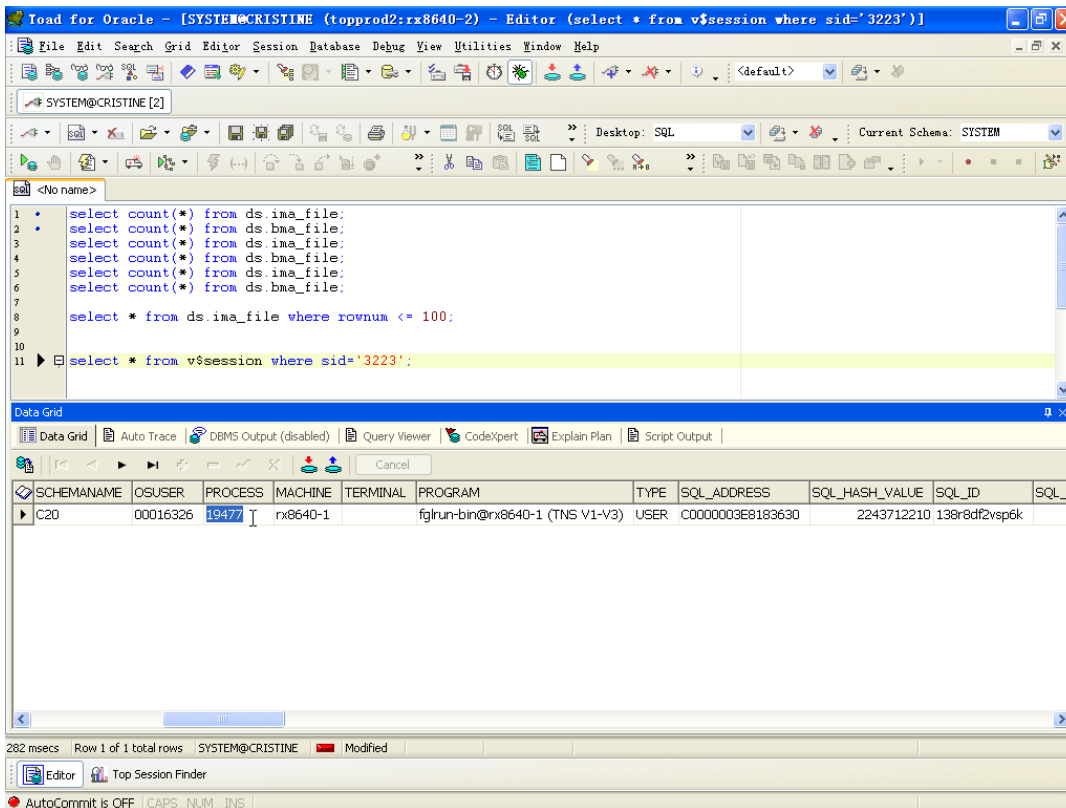 Toad for Oracle - [SYSTEM@CRISTINE (topprod2:rx8640-2) - Editor (select * from v$session where sid='3223')]
File Edit Search Grid Editor Session Database Debug View Utilities Window Help
<default>
SYSTEM@CRISTINE [2]
SQL Desktop: SQL Current Schema: SYSTEM
<No name>
1 select count(*) from ds.ima_file;
2 select count(*) from ds.bma_file;
3 select count(*) from ds.ima_file;
4 select count(*) from ds.bma_file;
5 select count(*) from ds.ima_file;
6 select count(*) from ds.bma_file;
7
8 select * from ds.ima_file where rownum <= 100;
9
10
11 select * from v$session where sid='3223';
Data Grid
Data Grid Auto Trace DBMS Output (disabled) Query Viewer CodeXpert Explain Plan Script Output
Cancel
SCHEMANAME OSUSER PROCESS MACHINE TERMINAL PROGRAM TYPE SQL_ADDRESS SQL_HASH_VALUE SQL_ID SQL_
C20 00016326 19477 rx8640-1 fglrun-bin@rx8640-1 (TNS V1-V3) USER C0000003E8183630 2243712210 138r8df2vsp6k
282 msecs Row 1 of 1 total rows SYSTEM@CRISTINE Modified
Editor Top Session Finder
AutoCommit is OFF CAPS NUM INS